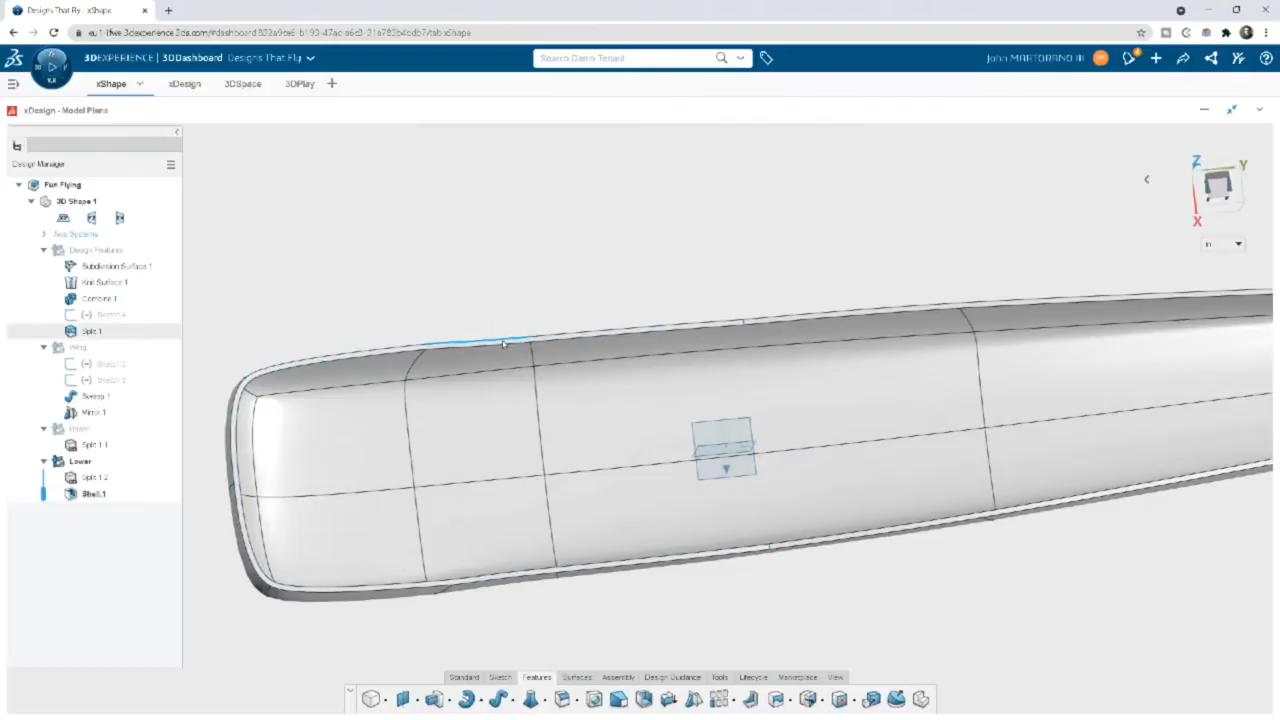 Designs That Fly - xShape
3DEXPERIENCE | 3DDashboard Designs That Fly
Search Demo Tenant
John MARTORANO III
xShape
xDesign
3DSpace
3DPlay
xDesign - Model Plane
Design Manager
Fun Flying
3D Shape 1
Axis Systems
Design Features
Subdivision Surface 1
Knit Surface 1
Combine 1
Split 1
Wing
Sweep 1
Mirror 1
Split 1.1
Lower
Split 1.2
Shell.1
Z
Y
X
in
Standard
Sketch
Features
Surfaces
Assembly
Design Guidance
Tools
Lifecycle
Marketplace
View